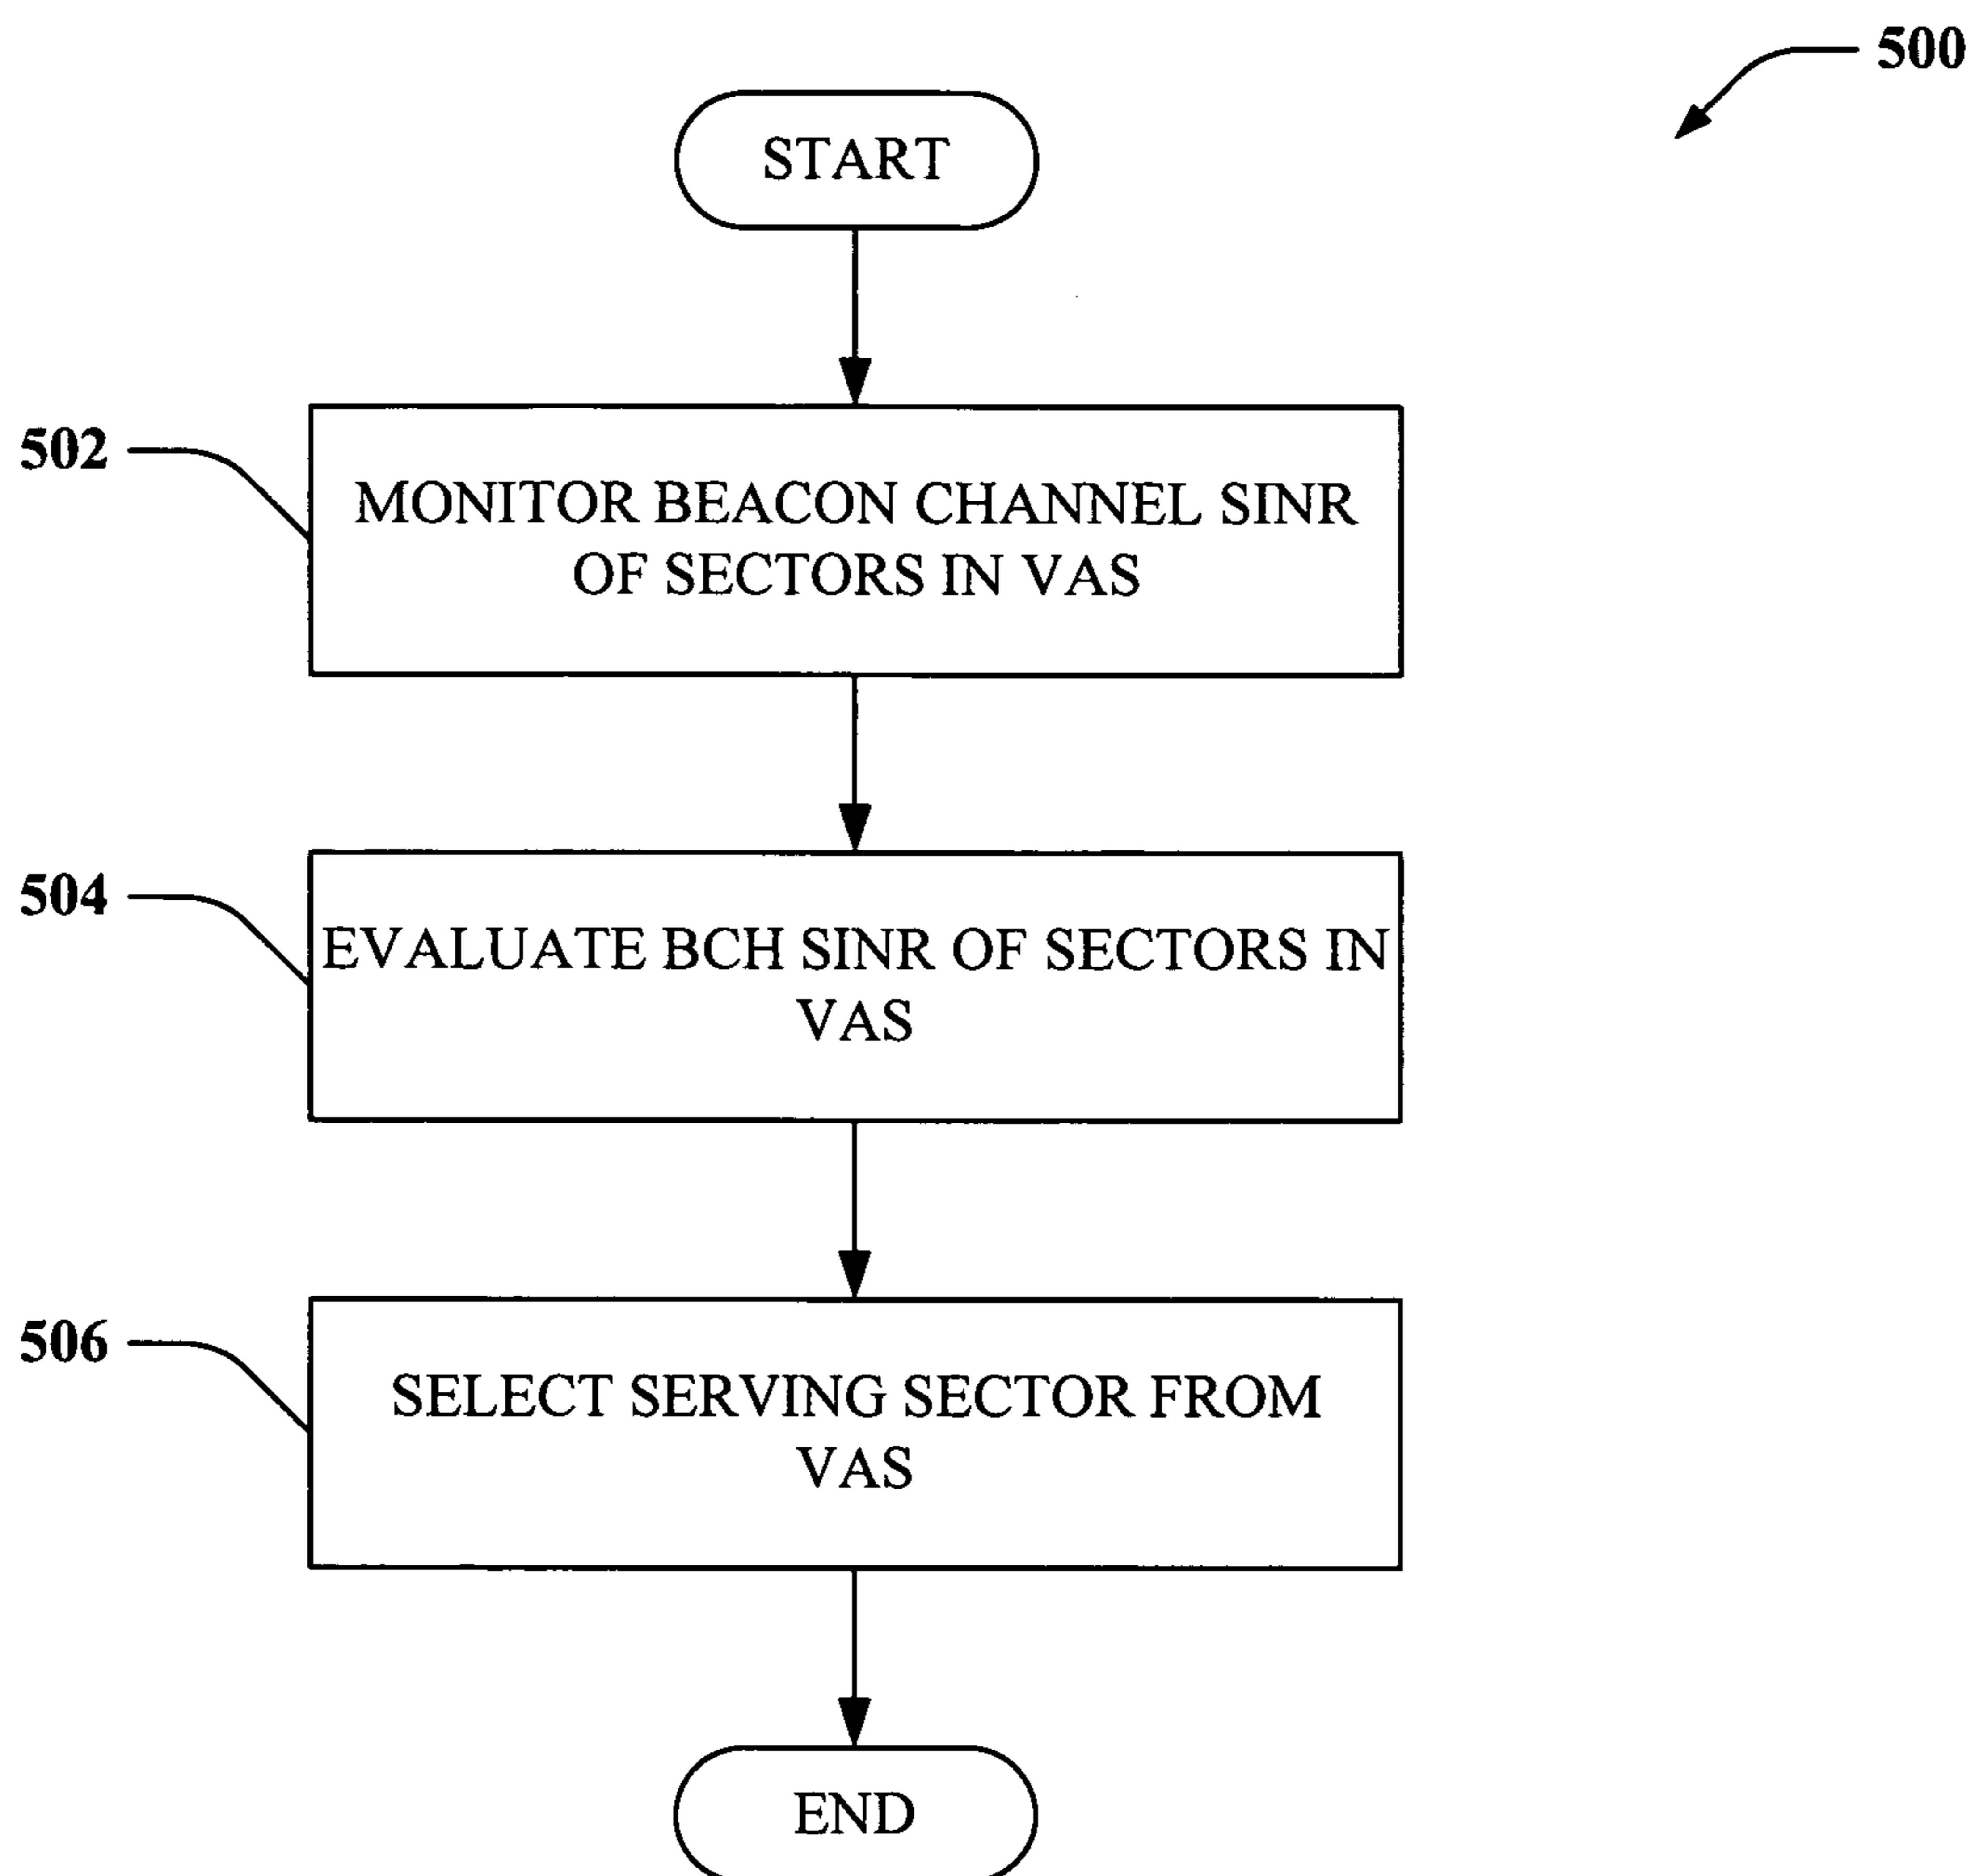 500
START
502
MONITOR BEACON CHANNEL SINR
OF SECTORS IN VAS
504
EVALUATE BCH SINR OF SECTORS IN
VAS
506
SELECT SERVING SECTOR FROM
VAS
END